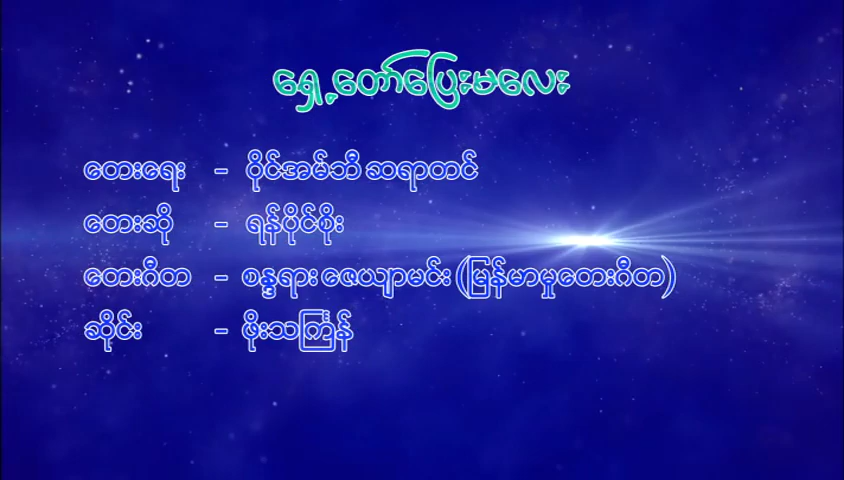 ရှေ့တော်ပြေးမလေး
တေးရေး - ဝိုင်အမ်ဘီ ဆရာတင်
တေးဆို - ရန်ပိုင်စိုး
တေးဂီတ - စန္ဒရား ဇေယျာမင်း (မြန်မာမှုတေးဂီတ)
ဆိုင်း - ဖိုးသင်္ကြန်